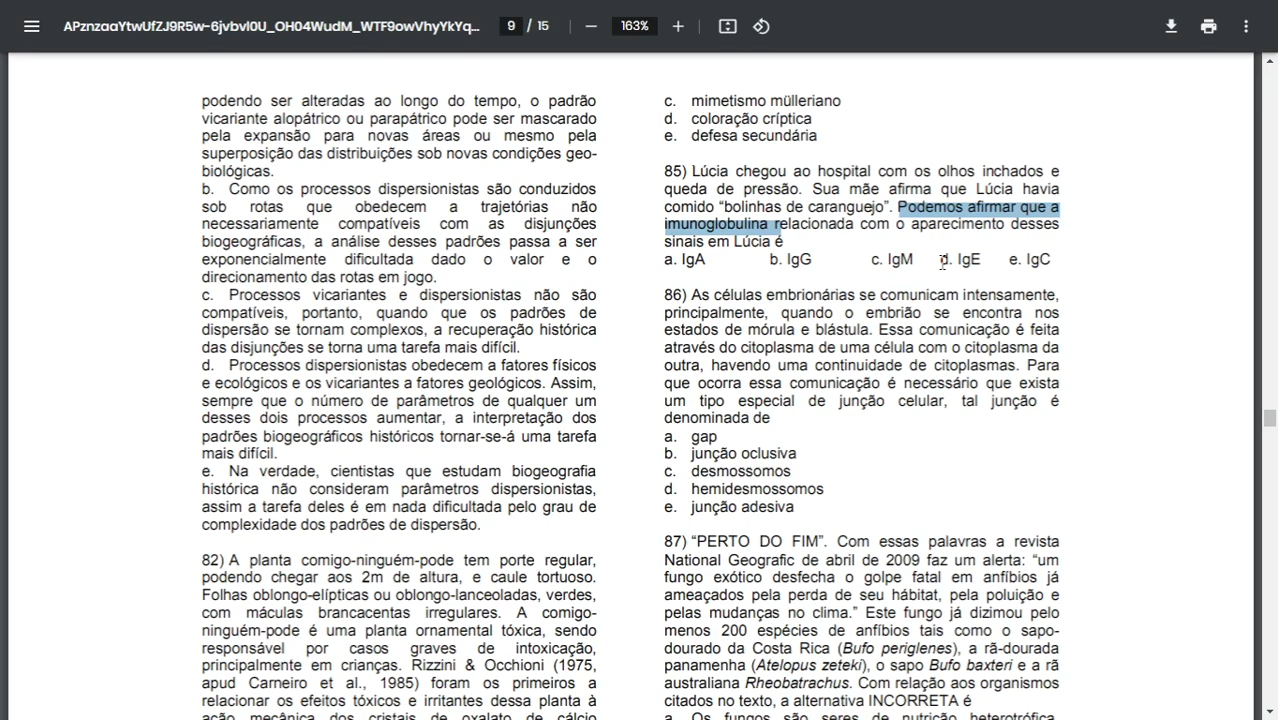 APznzaaYtwUfZJ9R5w-6jvbvl0U_OH04WudM_WTF9owVhyYkYq...
9 / 15
163%
podendo ser alteradas ao longo do tempo, o padrão
vicariante alopátrico ou parapátrico pode ser mascarado
pela expansão para novas áreas ou mesmo pela
superposição das distribuições sob novas condições geo-
biológicas.
b. Como os processos dispersionistas são conduzidos
sob rotas que obedecem a trajetórias não
necessariamente compatíveis com as disjunções
biogeográficas, a análise desses padrões passa a ser
exponencialmente dificultada dado o valor e o
direcionamento das rotas em jogo.
c. Processos vicariantes e dispersionistas não são
compatíveis, portanto, quando que os padrões de
dispersão se tornam complexos, a recuperação histórica
das disjunções se torna uma tarefa mais difícil.
d. Processos dispersionistas obedecem a fatores físicos
e ecológicos e os vicariantes a fatores geológicos. Assim,
sempre que o número de parâmetros de qualquer um
desses dois processos aumentar, a interpretação dos
padrões biogeográficos históricos tornar-se-á uma tarefa
mais difícil.
e. Na verdade, cientistas que estudam biogeografia
histórica não consideram parâmetros dispersionistas,
assim a tarefa deles é em nada dificultada pelo grau de
complexidade dos padrões de dispersão.
82) A planta comigo-ninguém-pode tem porte regular,
podendo chegar aos 2m de altura, e caule tortuoso.
Folhas oblongo-elípticas ou oblongo-lanceoladas, verdes,
com máculas brancacentas irregulares. A comigo-
ninguém-pode é uma planta ornamental tóxica, sendo
responsável por casos graves de intoxicação,
principalmente em crianças. Rizzini & Occhioni (1975,
apud Carneiro et al., 1985) foram os primeiros a
relacionar os efeitos tóxicos e irritantes dessa planta à
ação mecânica dos cristais de oxalato de cálcio
c. mimetismo mülleriano
d. coloração críptica
e. defesa secundária
85) Lúcia chegou ao hospital com os olhos inchados e
queda de pressão. Sua mãe afirma que Lúcia havia
comido “bolinhas de caranguejo”. Podemos afirmar que a
imunoglobulina relacionada com o aparecimento desses
sinais em Lúcia é
a. IgA b. IgG c. IgM d. IgE e. IgC
86) As células embrionárias se comunicam intensamente,
principalmente, quando o embrião se encontra nos
estados de mórula e blástula. Essa comunicação é feita
através do citoplasma de uma célula com o citoplasma da
outra, havendo uma continuidade de citoplasmas. Para
que ocorra essa comunicação é necessário que exista
um tipo especial de junção celular, tal junção é
denominada de
a. gap
b. junção oclusiva
c. desmossomos
d. hemidesmossomos
e. junção adesiva
87) “PERTO DO FIM”. Com essas palavras a revista
National Geografic de abril de 2009 faz um alerta: “um
fungo exótico desfecha o golpe fatal em anfíbios já
ameaçados pela perda de seu hábitat, pela poluição e
pelas mudanças no clima.” Este fungo já dizimou pelo
menos 200 espécies de anfíbios tais como o sapo-
dourado da Costa Rica (Bufo periglenes), a rã-dourada
panamenha (Atelopus zeteki), o sapo Bufo baxteri e a rã
australiana Rheobatrachus. Com relação aos organismos
citados no texto, a alternativa INCORRETA é
a. Os fungos são seres de nutrição heterotrófica,